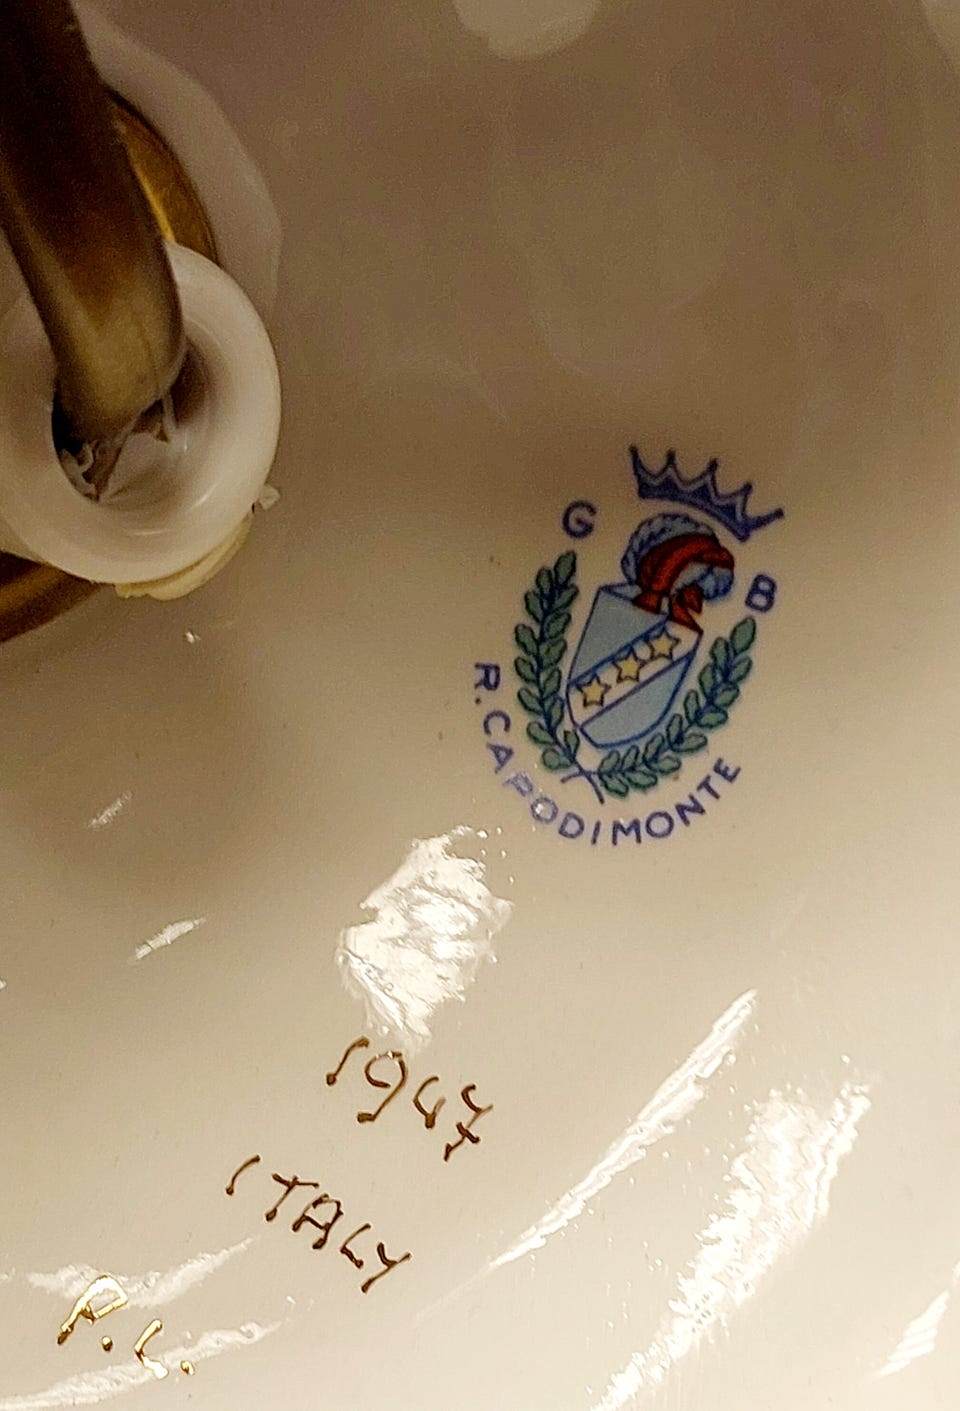 G B
R. CAPODIMONTE
1947
ITALY
P.L.